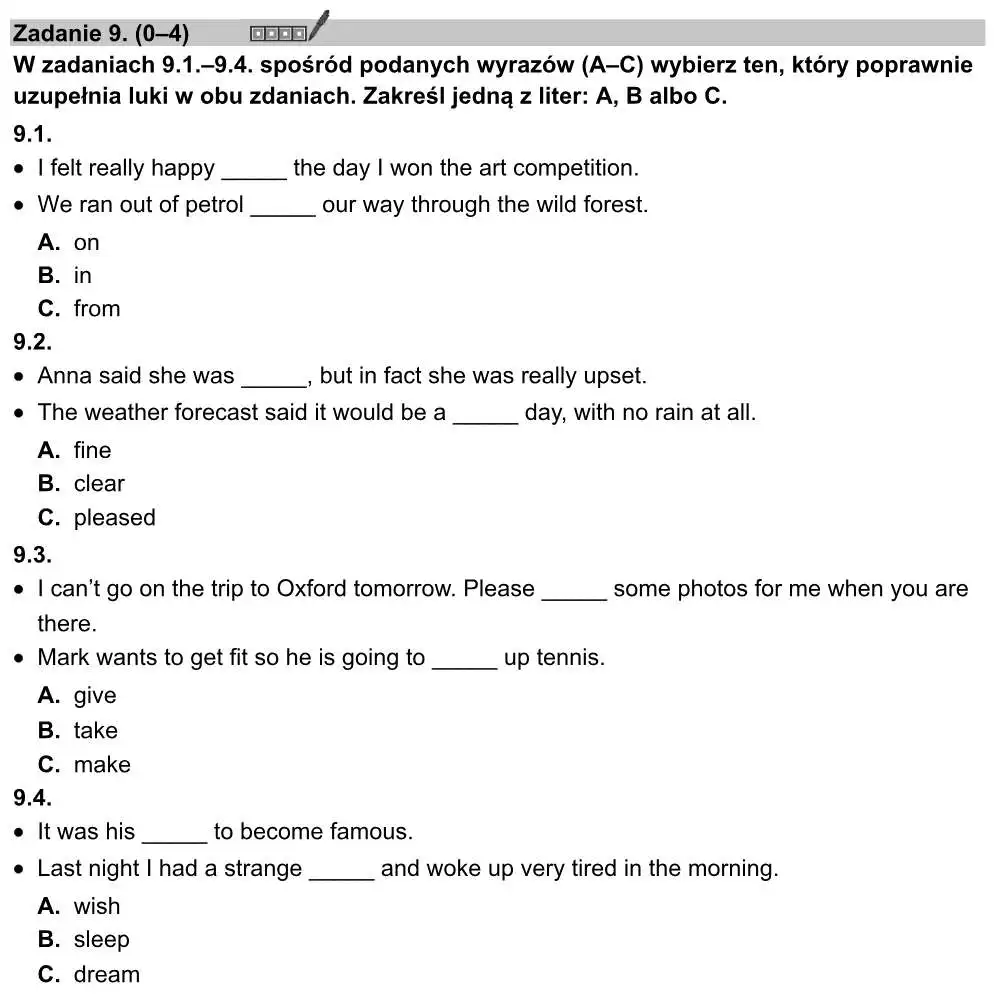 Zadanie 9. (0–4)
W zadaniach 9.1.–9.4. spośród podanych wyrazów (A–C) wybierz ten, który poprawnie
uzupełnia luki w obu zdaniach. Zakreśl jedną z liter: A, B albo C.
9.1.
• I felt really happy _____ the day I won the art competition.
• We ran out of petrol _____ our way through the wild forest.
A. on
B. in
C. from
9.2.
• Anna said she was _____, but in fact she was really upset.
• The weather forecast said it would be a _____ day, with no rain at all.
A. fine
B. clear
C. pleased
9.3.
• I can’t go on the trip to Oxford tomorrow. Please _____ some photos for me when you are
there.
• Mark wants to get fit so he is going to _____ up tennis.
A. give
B. take
C. make
9.4.
• It was his _____ to become famous.
• Last night I had a strange _____ and woke up very tired in the morning.
A. wish
B. sleep
C. dream